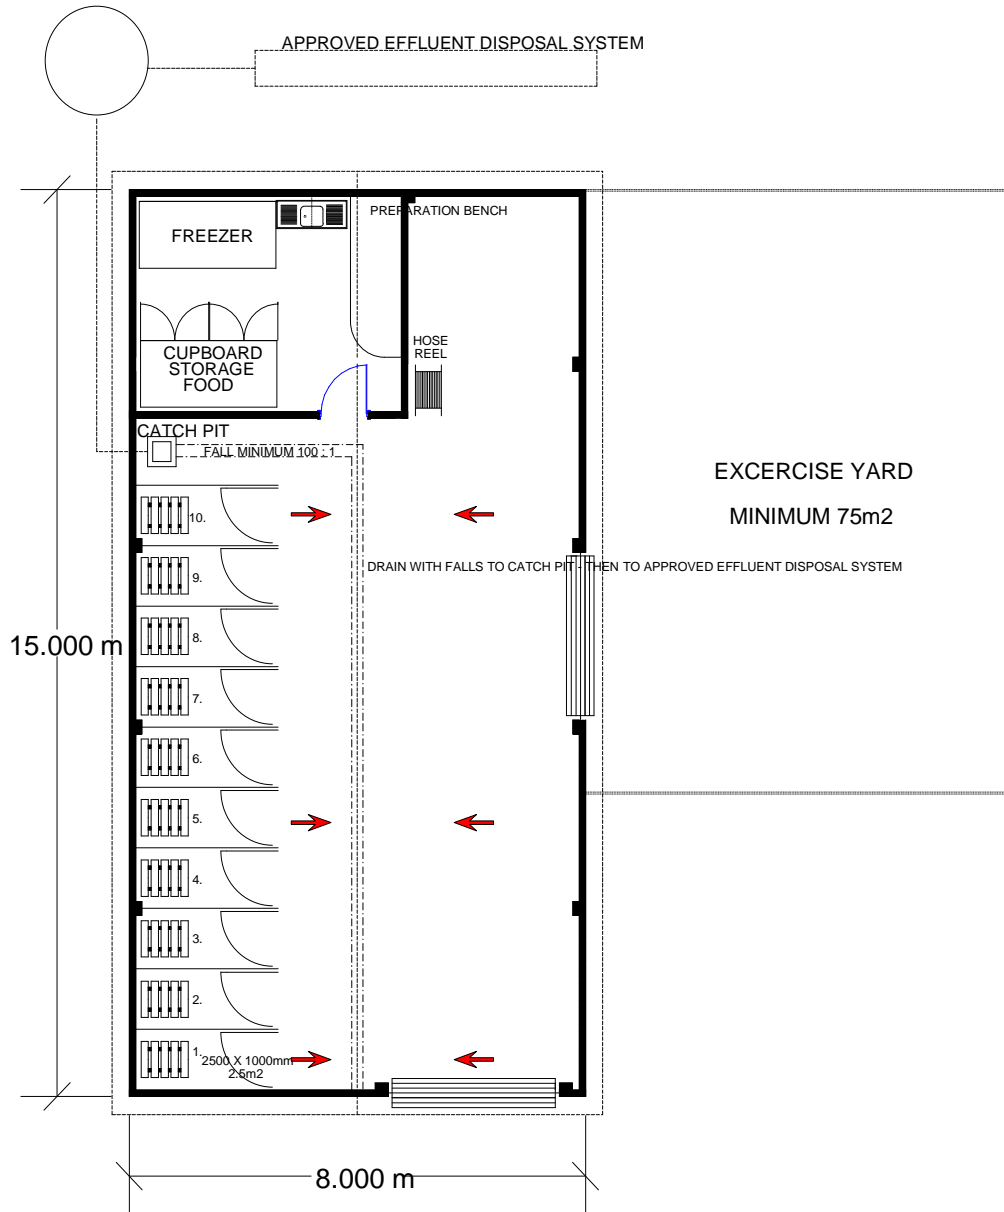 APPROVED EFFLUENT DISPOSAL SYSTEM
PREPARATION BENCH
FREEZER
HOSE
REEL
CUPBOARD
STORAGE
FOOD
CATCH PIT
FALL MINIMUM 100 : 1
EXCERCISE YARD
MINIMUM 75m2
10.
DRAIN WITH FALLS TO CATCH PIT - THEN TO APPROVED EFFLUENT DISPOSAL SYSTEM
9.
8.
15.000 m
7.
6.
5.
4.
3.
2.
1.
2500 X 1000mm
2.5m2
8.000 m